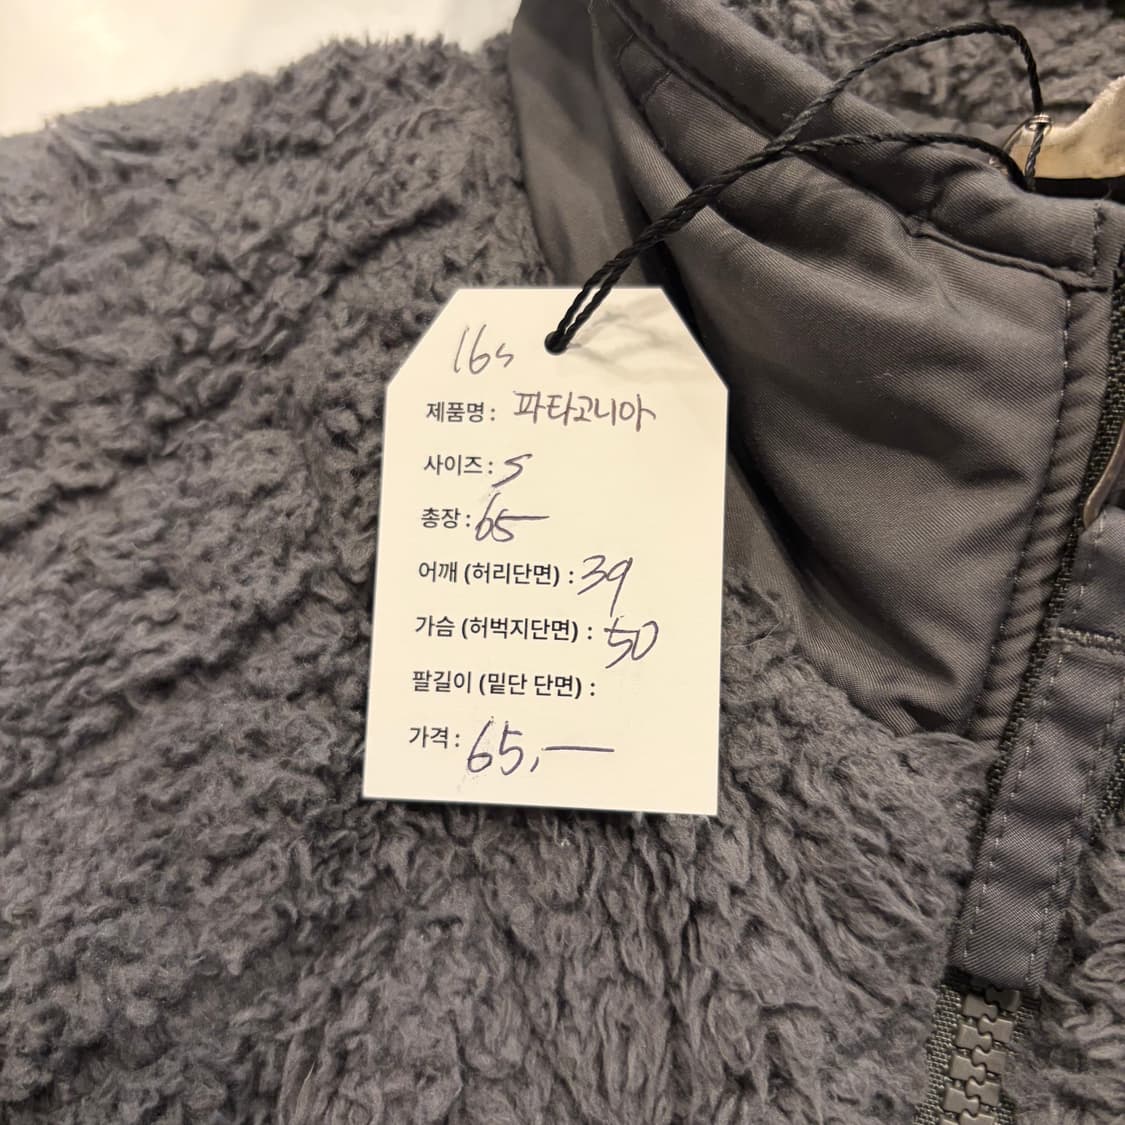 16s
제품명 : 파타고니아
사이즈 : S
총장 : 65
어깨 (허리단면) : 39
가슴 (허벅지단면) : 50
팔길이 (밑단 단면) :
가격 : 65,—